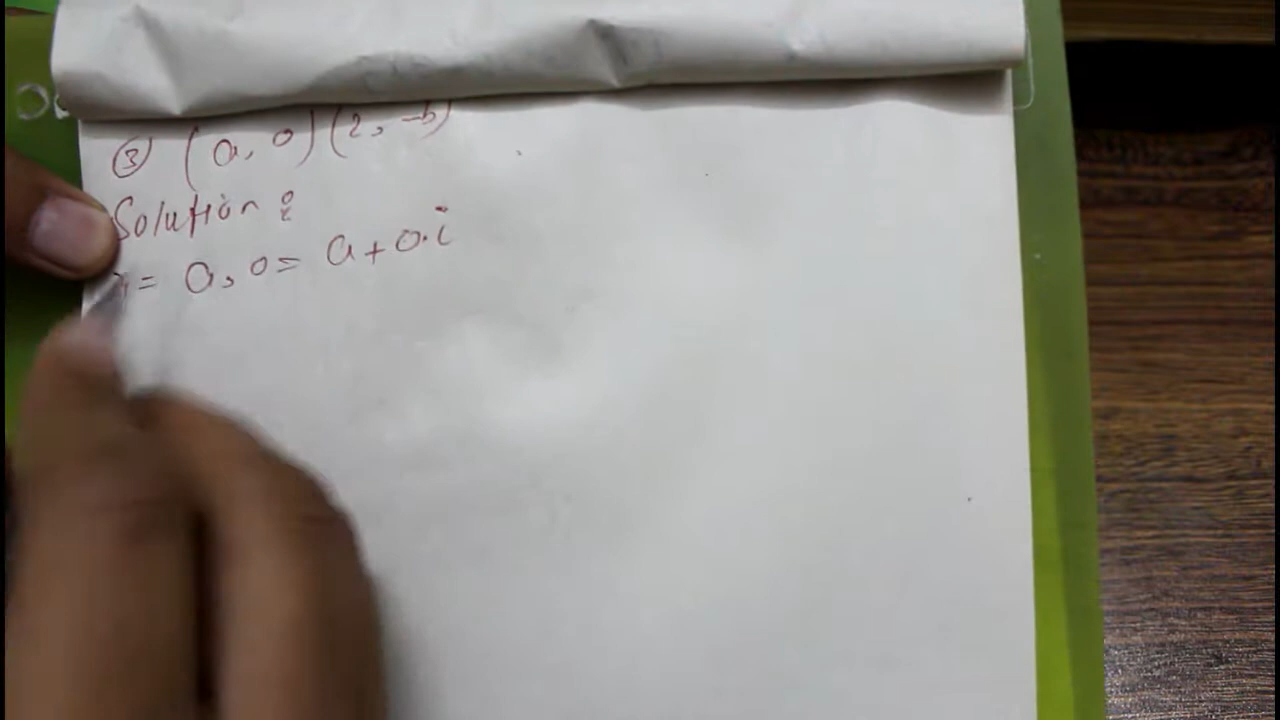 ③ (a, 0)(2, -b)
Solution :
= a, 0 = a + 0.i